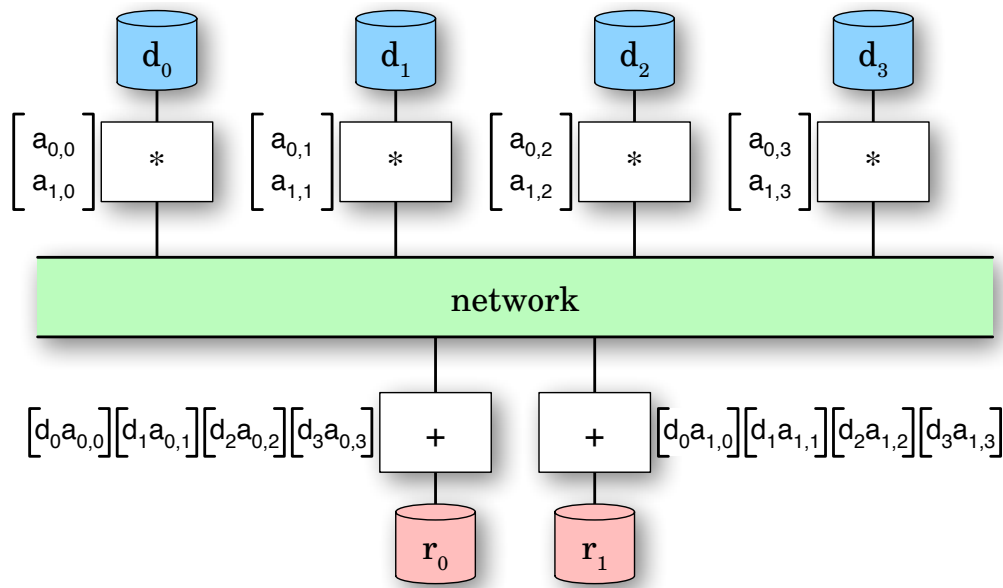 d₀ d₁ d₂ d₃
[a₀,₀ a₁,₀] * [a₀,₁ a₁,₁] * [a₀,₂ a₁,₂] * [a₀,₃ a₁,₃] *
network
[d₀a₀,₀][d₁a₀,₁][d₂a₀,₂][d₃a₀,₃] + + [d₀a₁,₀][d₁a₁,₁][d₂a₁,₂][d₃a₁,₃]
r₀ r₁